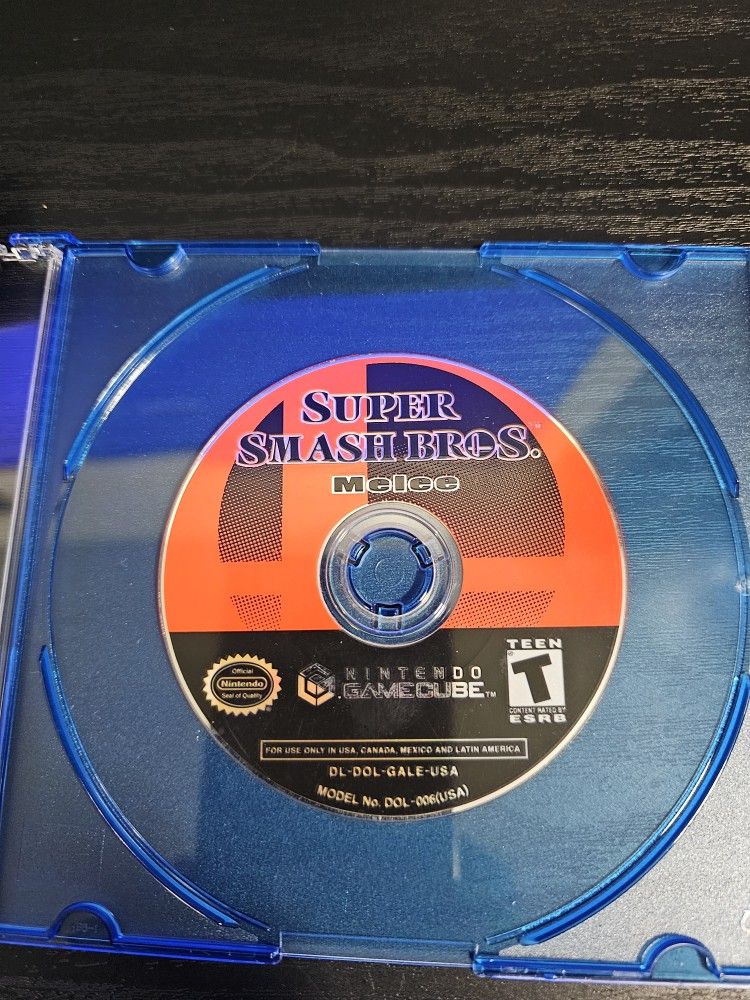 SUPER
SMASH BROS.
Melee
TEEN
T
CONTENT RATED BY
ESRB
Official
Nintendo
Seal of Quality
NINTENDO
GAMECUBE™
FOR USE ONLY IN USA, CANADA, MEXICO AND LATIN AMERICA
DL-DOL-GALE-USA
MODEL No. DOL-006(USA)